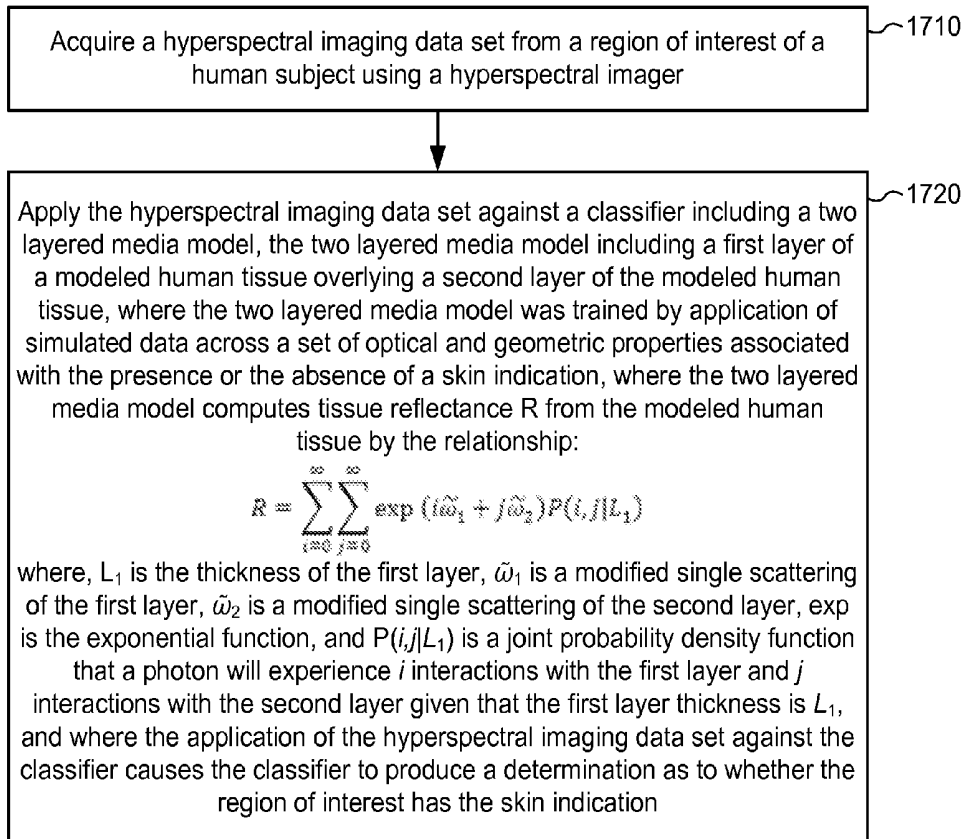 Acquire a hyperspectral imaging data set from a region of interest of a
human subject using a hyperspectral imager
1710
Apply the hyperspectral imaging data set against a classifier including a two
layered media model, the two layered media model including a first layer of
a modeled human tissue overlying a second layer of the modeled human
tissue, where the two layered media model was trained by application of
simulated data across a set of optical and geometric properties associated
with the presence or the absence of a skin indication, where the two layered
media model computes tissue reflectance R from the modeled human
tissue by the relationship:
1720
R = ∑_{i=0}^{∞} ∑_{j=0}^{∞} exp (iω̃₁ + jω̃₂)P(i,j|L₁)
where, L₁ is the thickness of the first layer, ω̃₁ is a modified single scattering
of the first layer, ω̃₂ is a modified single scattering of the second layer, exp
is the exponential function, and P(i,j|L₁) is a joint probability density function
that a photon will experience i interactions with the first layer and j
interactions with the second layer given that the first layer thickness is L₁,
and where the application of the hyperspectral imaging data set against the
classifier causes the classifier to produce a determination as to whether the
region of interest has the skin indication